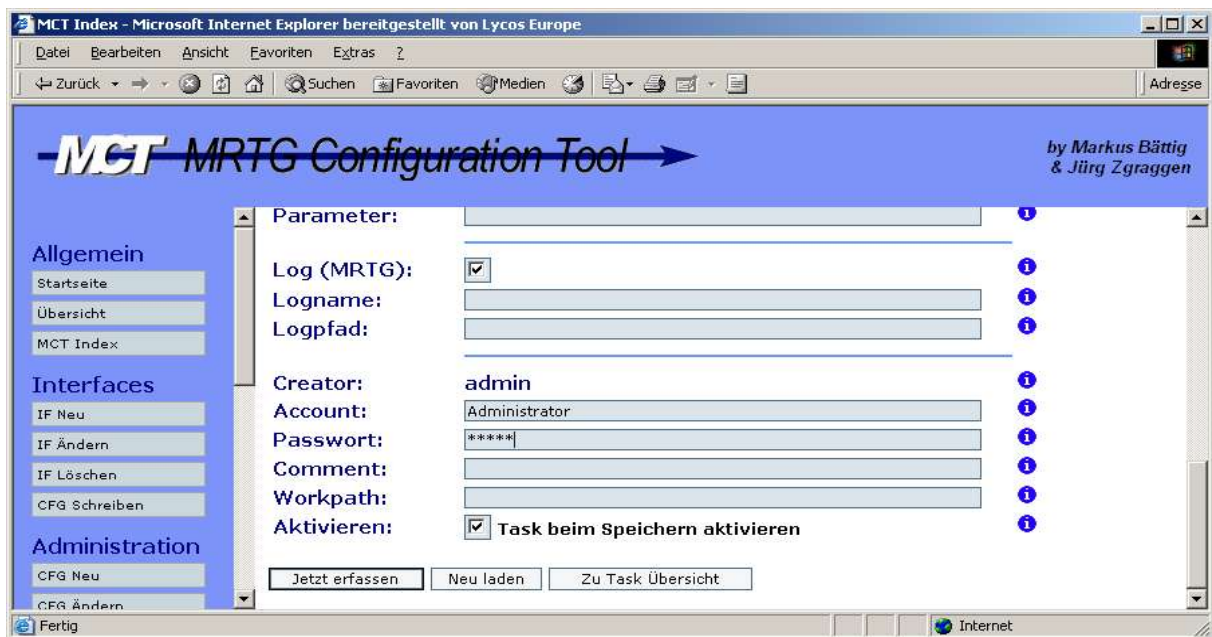 MCT Index - Microsoft Internet Explorer bereitgestellt von Lycos Europe
Datei Bearbeiten Ansicht Favoriten Extras ?
Zurück Suchen Favoriten Medien Adresse
MCT MRTG Configuration Tool
by Markus Bättig
& Jürg Zgraggen
Allgemein
Startseite
Übersicht
MCT Index
Interfaces
IF Neu
IF Ändern
IF Löschen
CFG Schreiben
Administration
CFG Neu
CFG Ändern
Parameter:
Log (MRTG):
Logname:
Logpfad:
Creator: admin
Account: Administrator
Passwort: *****
Comment:
Workpath:
Aktivieren: Task beim Speichern aktivieren
Jetzt erfassen Neu laden Zu Task Übersicht
Fertig Internet